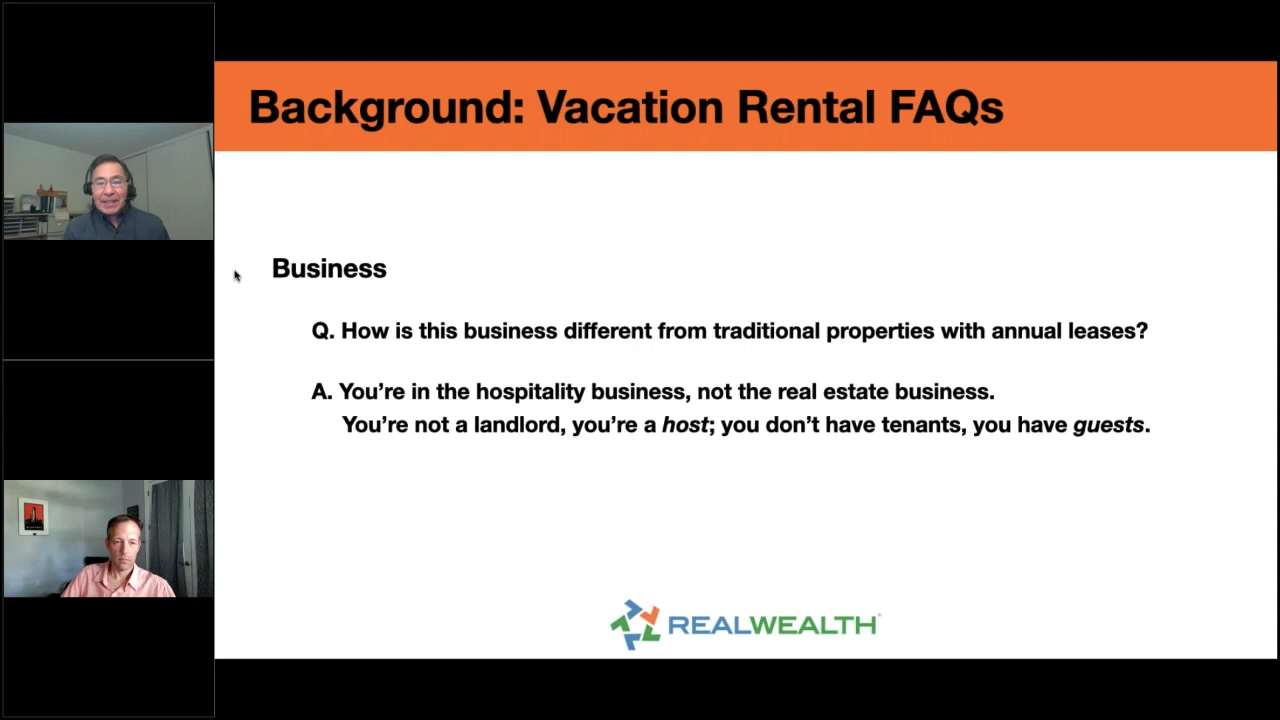 Background: Vacation Rental FAQs
Business
Q. How is this business different from traditional properties with annual leases?
A. You’re in the hospitality business, not the real estate business.
You’re not a landlord, you’re a host; you don’t have tenants, you have guests.
REALWEALTH